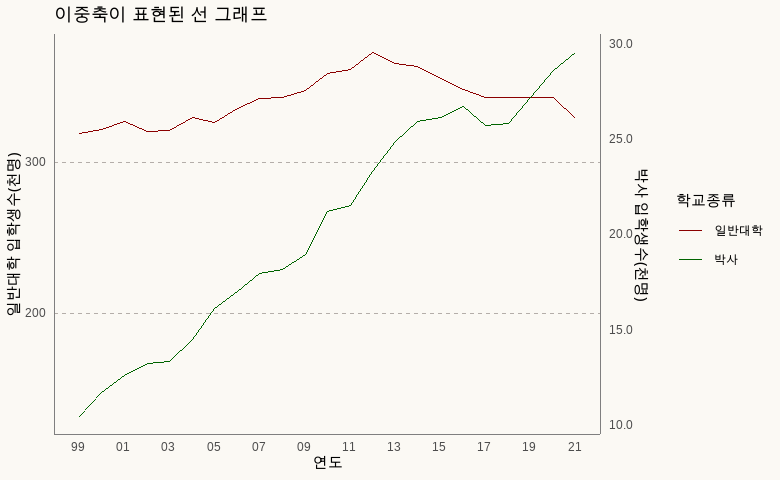 이중축이 표현된 선 그래프
일반대학 입학생수(천명)
300
200
30.0
25.0
20.0
15.0
10.0
박사 입학생수(천명)
99 01 03 05 07 09 11 13 15 17 19 21
연도
학교종류
일반대학
박사